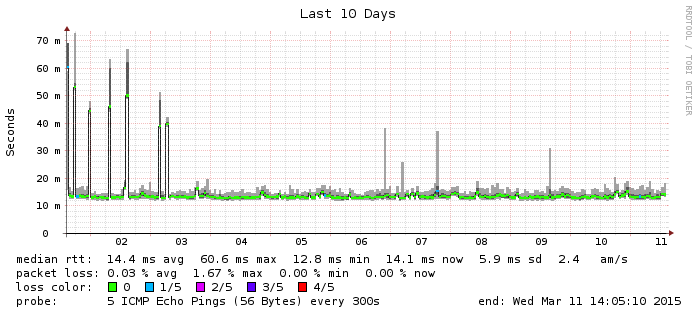 Last 10 Days
RRDTOOL / TOBI OETIKER
Seconds
70 m
60 m
50 m
40 m
30 m
20 m
10 m
0
02 03 04 05 06 07 08 09 10 11
median rtt: 14.4 ms avg 60.6 ms max 12.8 ms min 14.1 ms now 5.9 ms sd 2.4 am/s
packet loss: 0.03 % avg 1.67 % max 0.00 % min 0.00 % now
loss color: 0 1/5 2/5 3/5 4/5
probe: 5 ICMP Echo Pings (56 Bytes) every 300s end: Wed Mar 11 14:05:10 2015